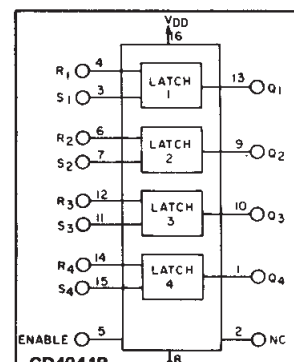 VDD
16
R1 4
S1 3
LATCH
1
13 Q1
R2 6
S2 7
LATCH
2
9 Q2
R3 12
S3 11
LATCH
3
10 Q3
R4 14
S4 15
LATCH
4
1 Q4
ENABLE 5
2 NC
8